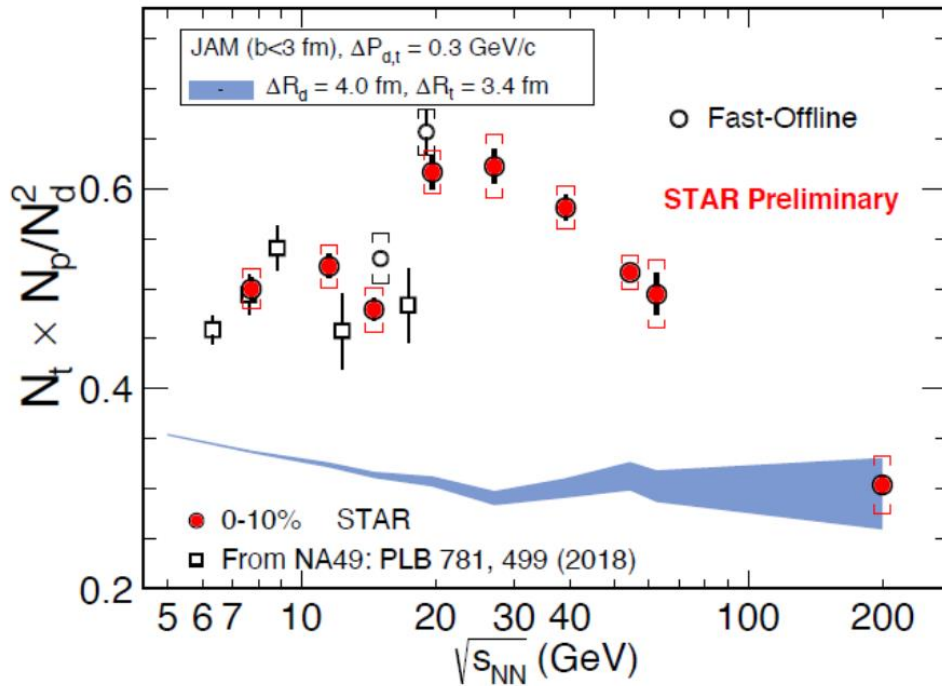 JAM (b<3 fm), ΔP_d,t = 0.3 GeV/c
ΔR_d = 4.0 fm, ΔR_t = 3.4 fm
Fast-Offline
STAR Preliminary
N_t × N_p/N_d^2
0.6
0.4
0.2
0-10% STAR
From NA49: PLB 781, 499 (2018)
5 6 7 10 20 30 40 100 200
√s_NN (GeV)